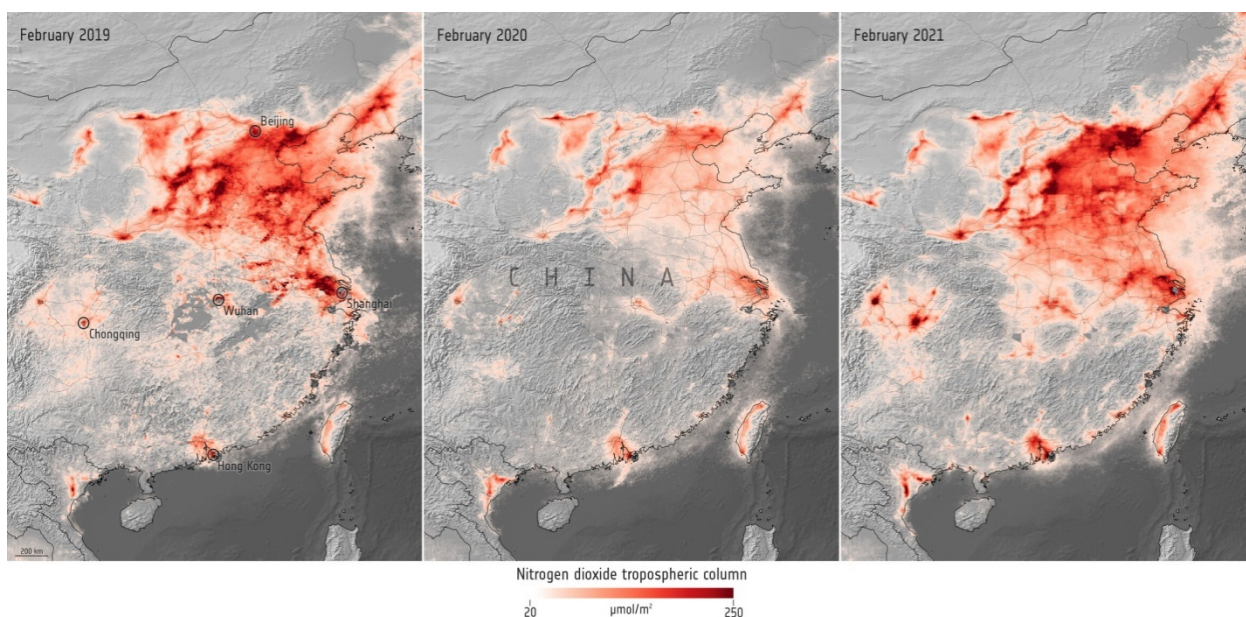 February 2019
February 2020
February 2021
Beijing
C H I N A
Shanghai
Wuhan
Chongqing
Hong Kong
200 km
Nitrogen dioxide tropospheric column
20
µmol/m²
250